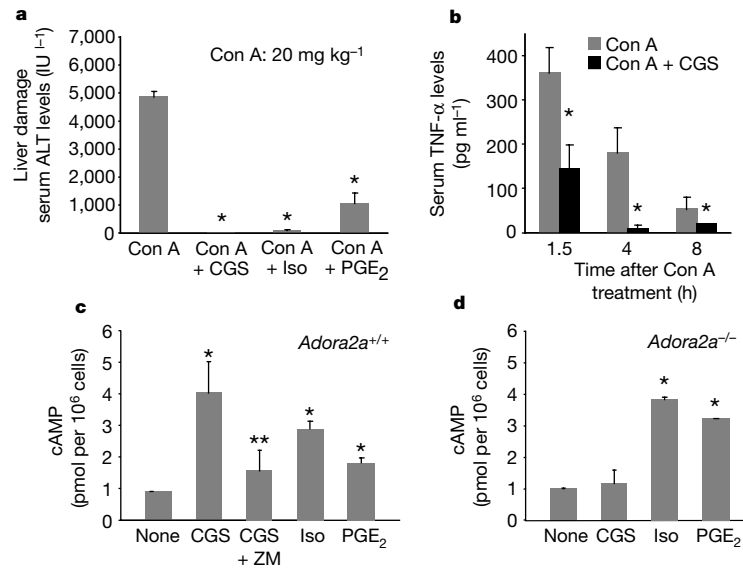 a
Liver damage
serum ALT levels (IU l–1)
7,000
6,000
5,000
4,000
3,000
2,000
1,000
0
Con A: 20 mg kg–1
*
*
*
Con A
Con A
+ CGS
Con A
+ Iso
Con A
+ PGE2
b
Serum TNF-α levels
(pg ml–1)
400
300
200
100
0
Con A
Con A + CGS
*
*
*
1.5
4
8
Time after Con A
treatment (h)
c
cAMP
(pmol per 10⁶ cells)
6
5
4
3
2
1
0
Adora2a+/+
*
**
*
*
None
CGS
CGS
+ ZM
Iso
PGE2
d
cAMP
(pmol per 10⁶ cells)
6
5
4
3
2
1
0
Adora2a–/–
*
*
None
CGS
Iso
PGE2